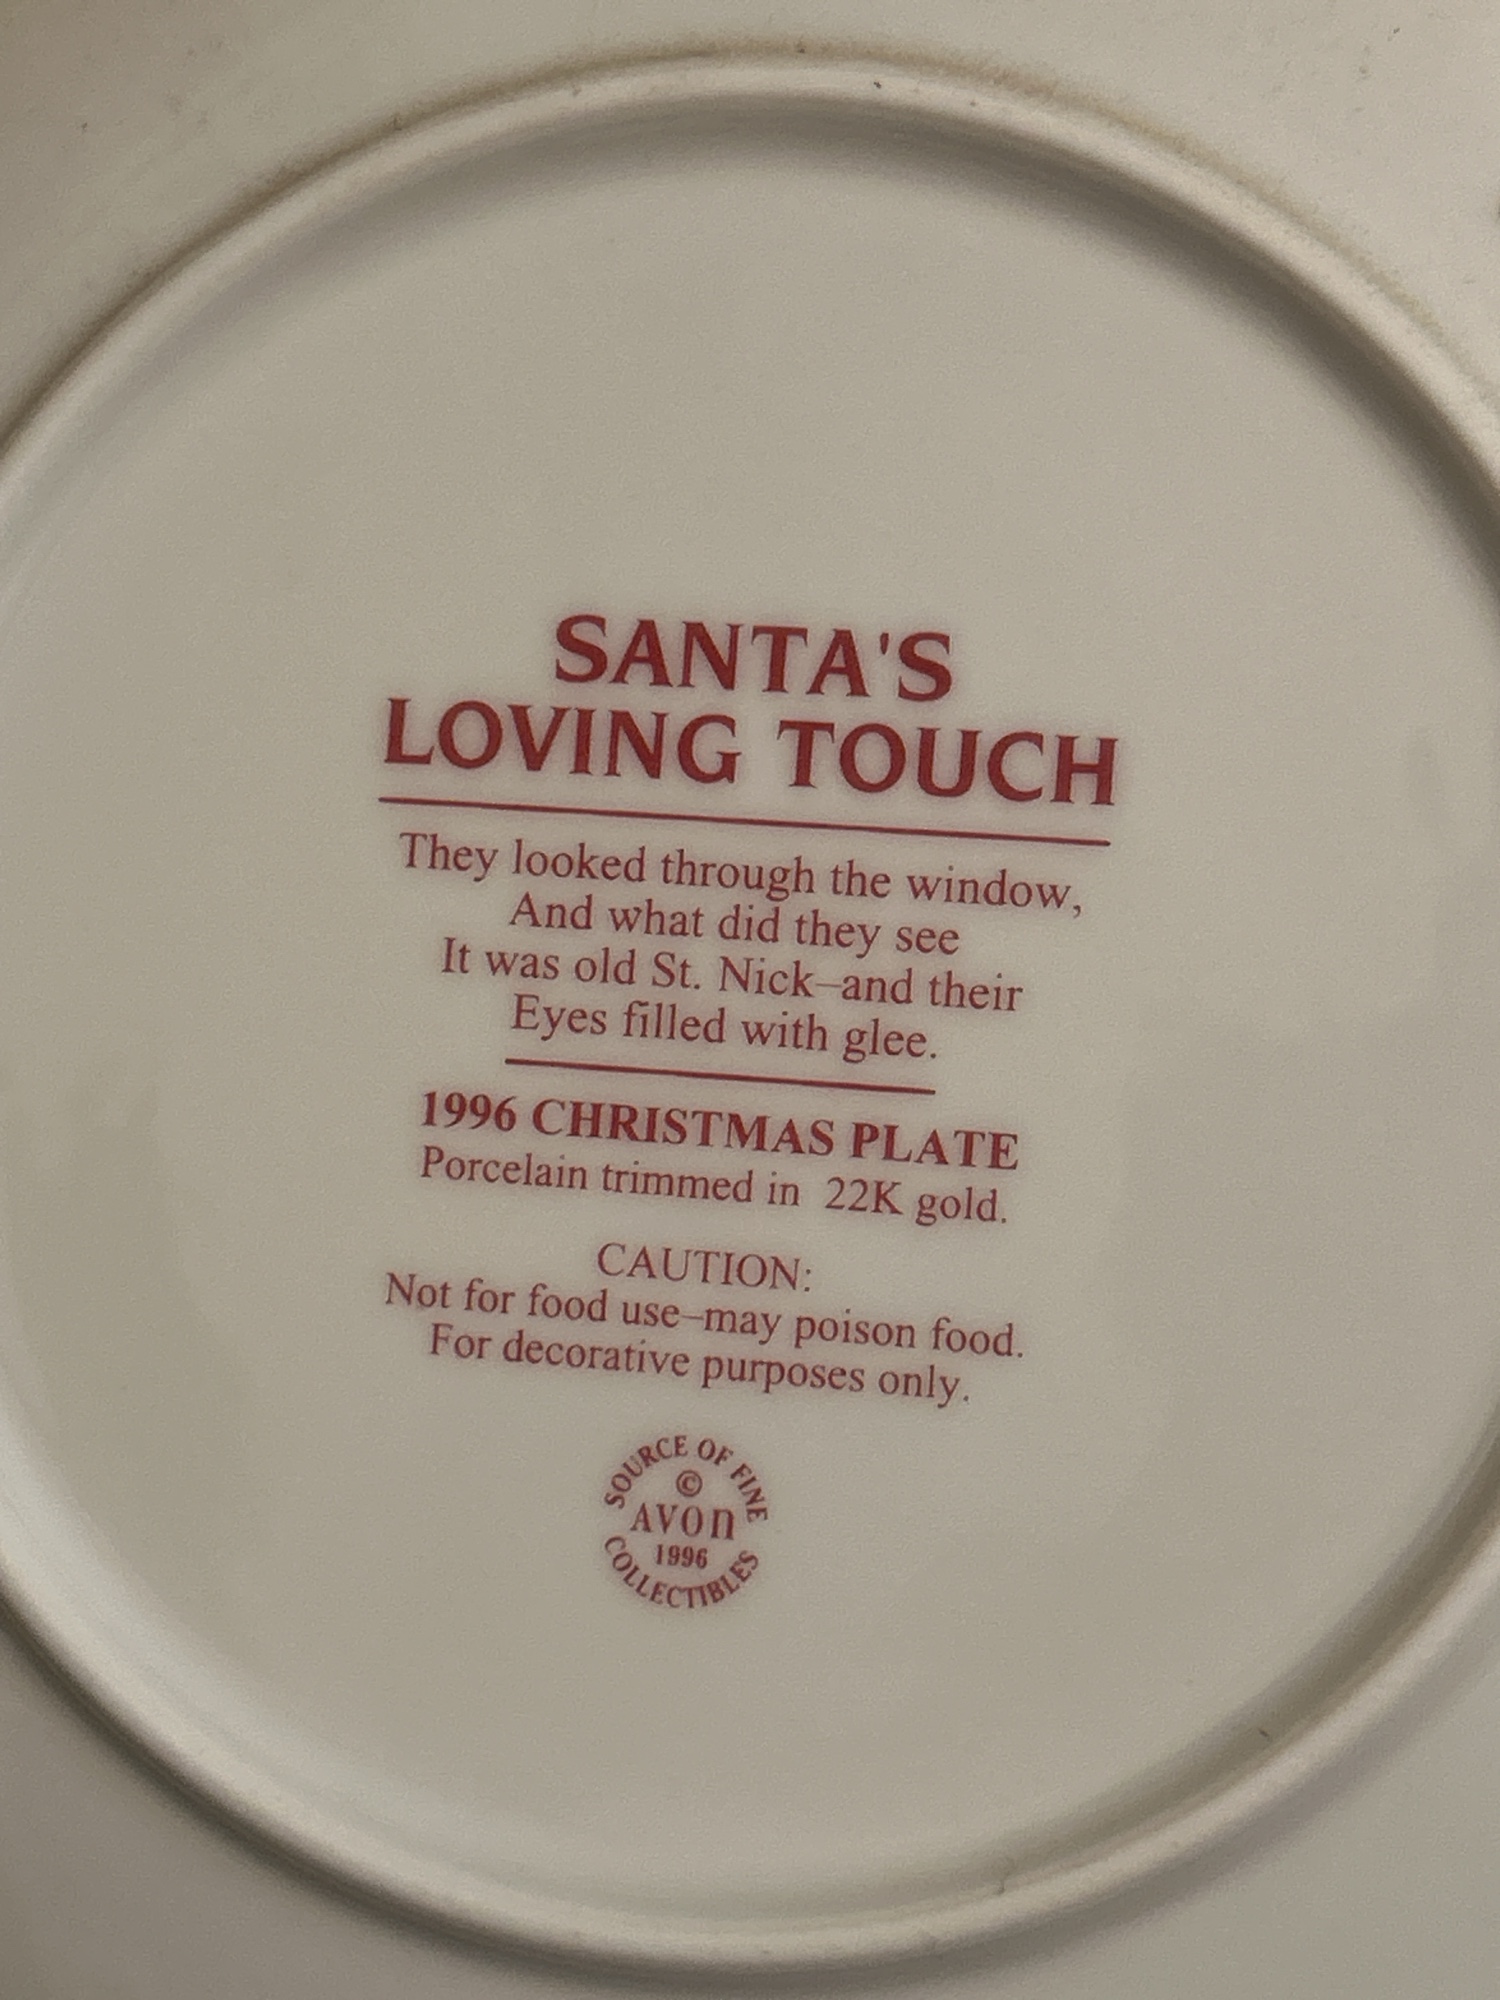 SANTA'S
LOVING TOUCH
They looked through the window,
And what did they see
It was old St. Nick–and their
Eyes filled with glee.
1996 CHRISTMAS PLATE
Porcelain trimmed in 22K gold.
CAUTION:
Not for food use–may poison food.
For decorative purposes only.
SOURCE OF FINE
©
AVON
1996
COLLECTIBLES